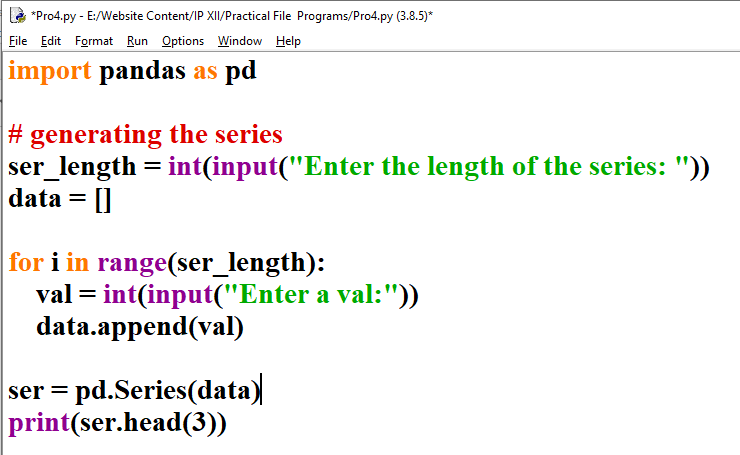 *Pro4.py - E:/Website Content/IP XII/Practical File  Programs/Pro4.py (3.8.5)*
File Edit Format Run Options Window Help
import pandas as pd
# generating the series
ser_length = int(input("Enter the length of the series: "))
data = []
for i in range(ser_length):
    val = int(input("Enter a val:"))
    data.append(val)
ser = pd.Series(data)
print(ser.head(3))